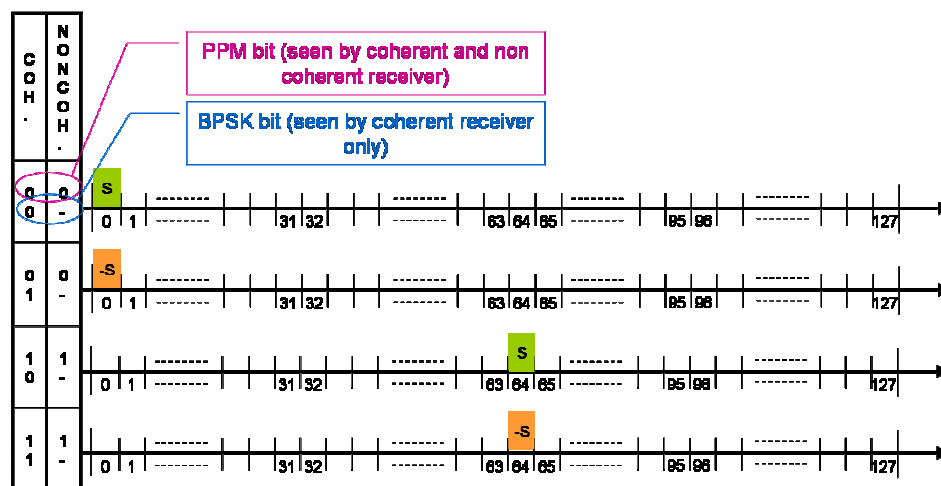 COH.
NONCOH.
PPM bit (seen by coherent and non
coherent receiver)
BPSK bit (seen by coherent receiver
only)
0 0
0 -
S
0 1 31 32 63 64 65 95 96 127
0 0
1 -
-S
0 1 31 32 63 64 65 95 96 127
1 1
0 -
S
0 1 31 32 63 64 65 95 96 127
1 1
1 -
-S
0 1 31 32 63 64 65 95 96 127